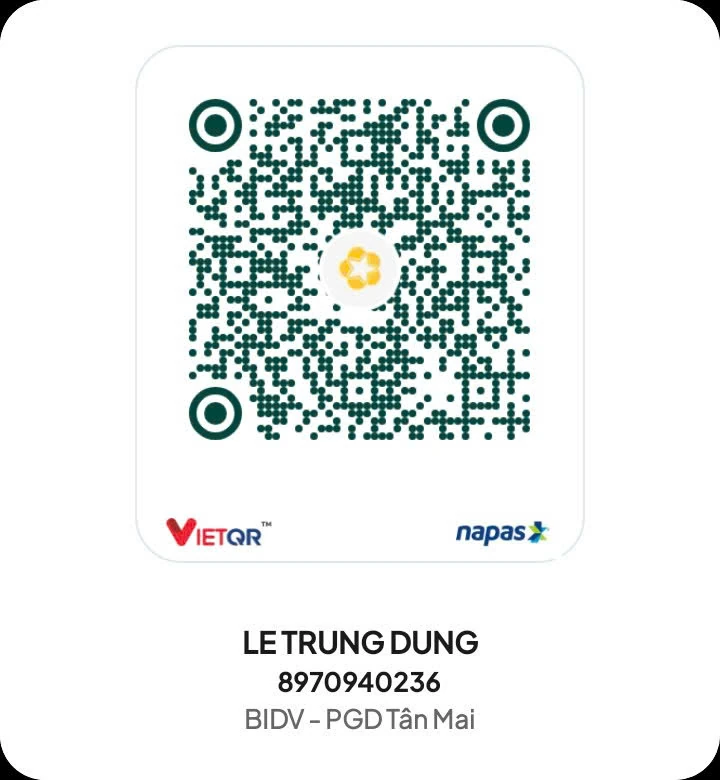 VIETQR™
napas
LE TRUNG DUNG
8970940236
BIDV - PGD Tân Mai